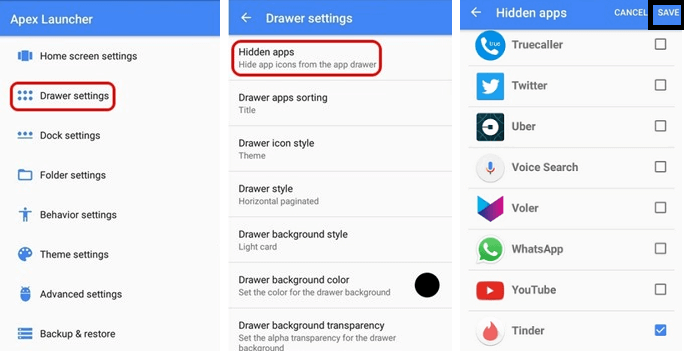 Apex Launcher
Home screen settings
Drawer settings
Dock settings
Folder settings
Behavior settings
Theme settings
Advanced settings
Backup & restore
Drawer settings
Hidden apps
Hide app icons from the app drawer
Drawer apps sorting
Title
Drawer icon style
Theme
Drawer style
Horizontal paginated
Drawer background style
Light card
Drawer background color
Set the color for the drawer background
Drawer background transparency
Set the alpha transparency for the drawer
background
Hidden apps CANCEL SAVE
true
Truecaller
Twitter
Uber
Voice Search
Voler
WhatsApp
YouTube
Tinder